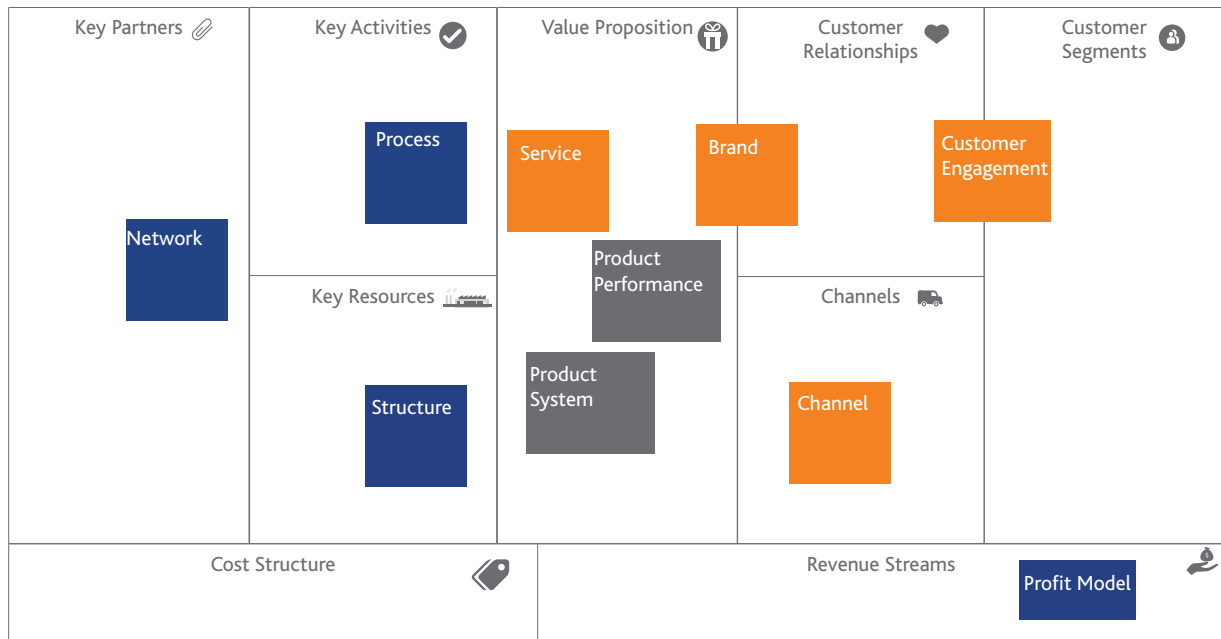 Key Partners
Network
Key Activities
Process
Key Resources
Structure
Value Proposition
Service
Brand
Product
Performance
Product
System
Customer
Relationships
Channels
Channel
Customer
Segments
Customer
Engagement
Cost Structure
Revenue Streams
Profit Model